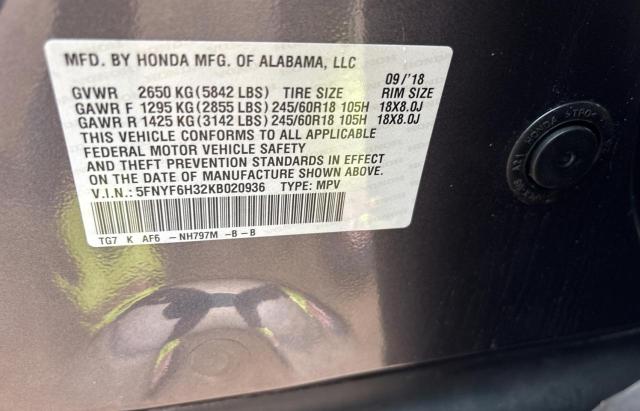 MFD. BY HONDA MFG. OF ALABAMA, LLC
09/'18
GVWR 2650 KG (5842 LBS) TIRE SIZE RIM SIZE
GAWR F 1295 KG (2855 LBS) 245/60R18 105H 18X8.0J
GAWR R 1425 KG (3142 LBS) 245/60R18 105H 18X8.0J
THIS VEHICLE CONFORMS TO ALL APPLICABLE
FEDERAL MOTOR VEHICLE SAFETY
AND THEFT PREVENTION STANDARDS IN EFFECT
ON THE DATE OF MANUFACTURE SHOWN ABOVE.
V.I.N.: 5FNYF6H32KB020936 TYPE: MPV
TG7 K AF6 -NH797M -B-B
HONDA